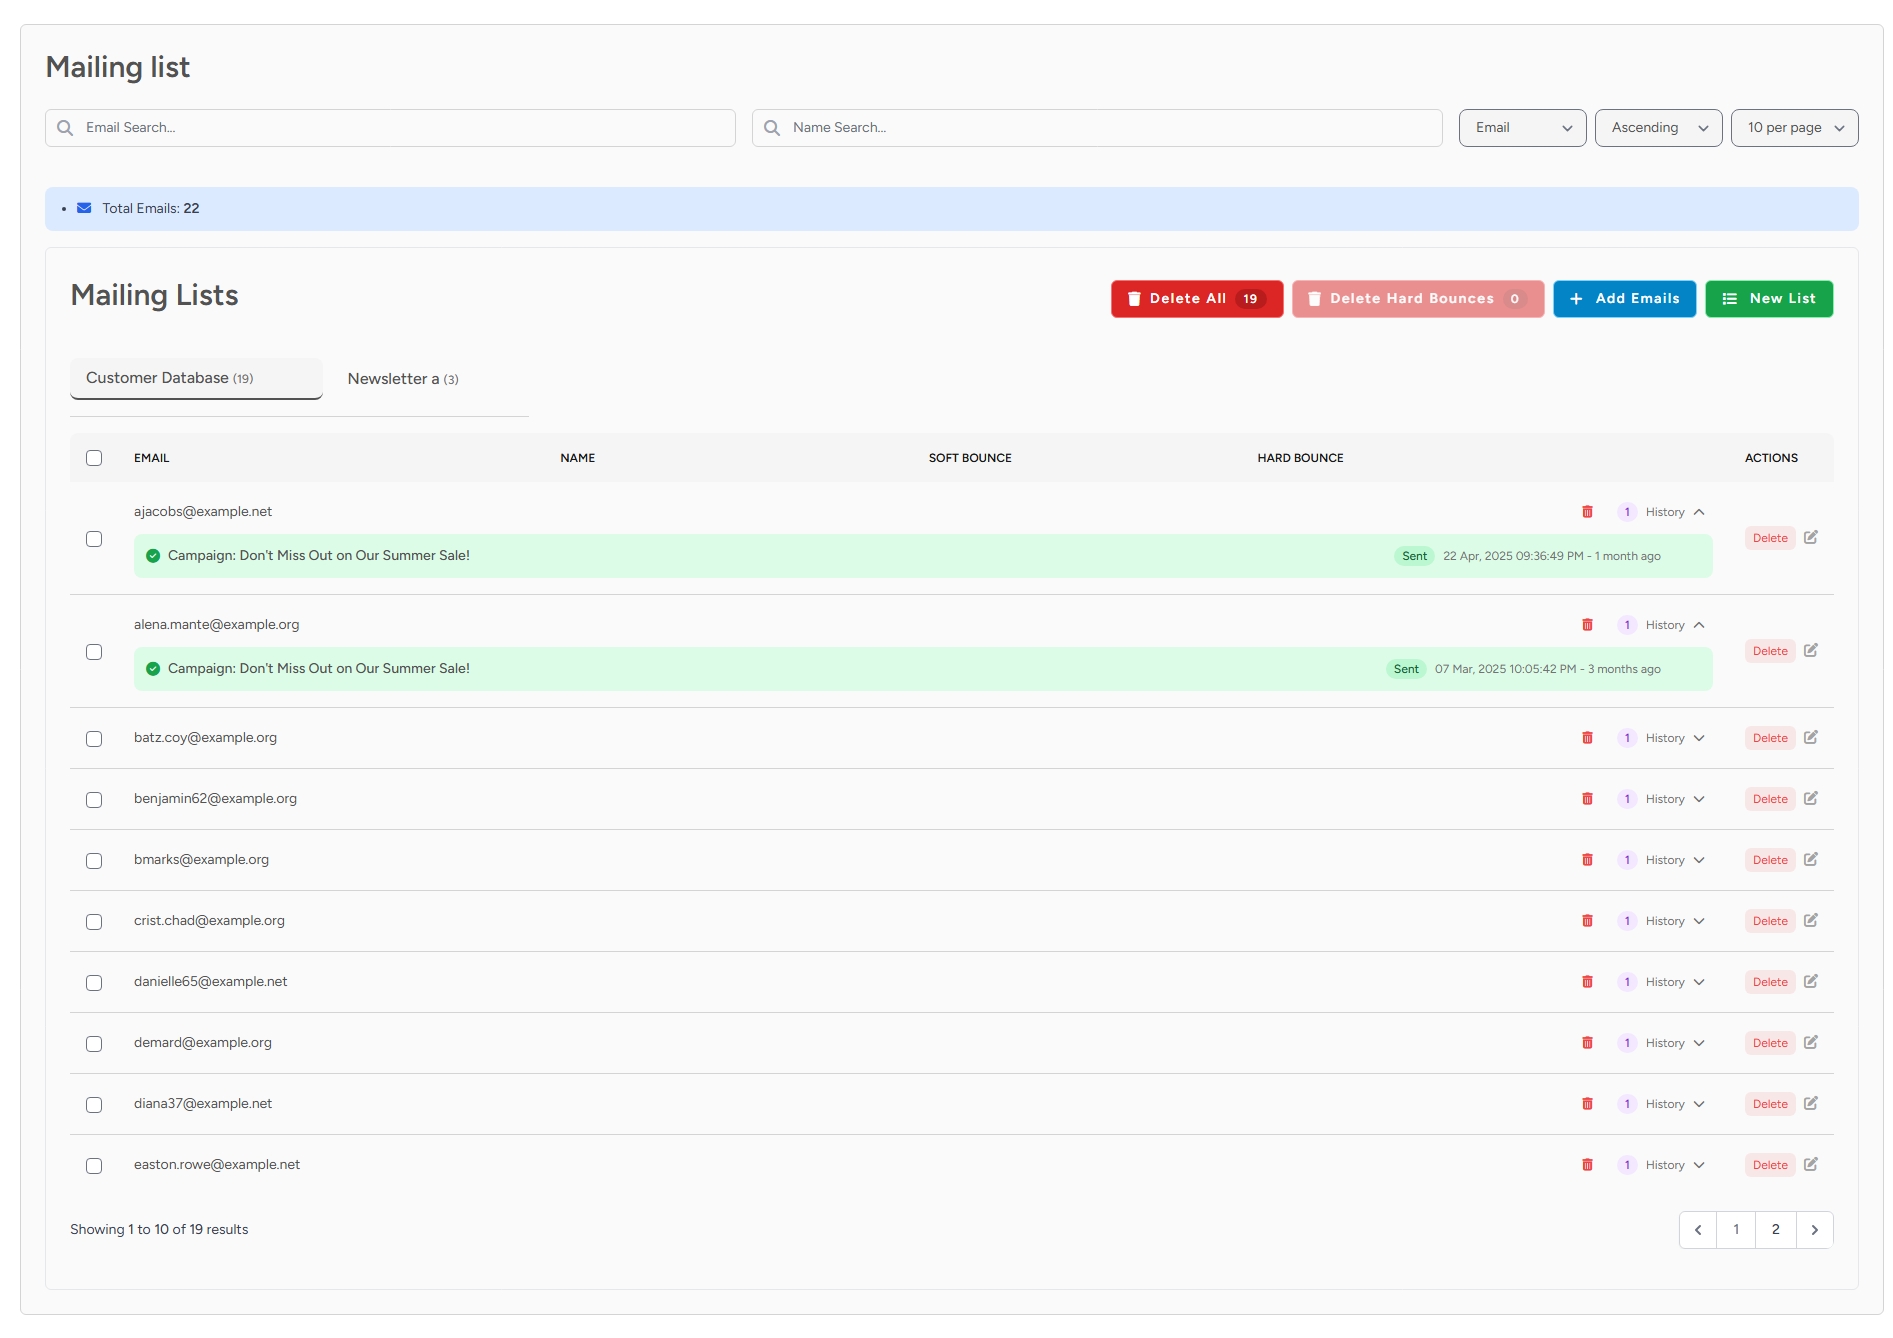 Mailing list
Email Search... Name Search... Email Ascending 10 per page
• Total Emails: 22
Mailing Lists Delete All 19 Delete Hard Bounces 0 Add Emails New List
Customer Database (19) Newsletter a (3)
EMAIL NAME SOFT BOUNCE HARD BOUNCE ACTIONS
ajacobs@example.net 1 History
Delete
Campaign: Don't Miss Out on Our Summer Sale! Sent 22 Apr, 2025 09:36:49 PM - 1 month ago
alena.mante@example.org 1 History
Delete
Campaign: Don't Miss Out on Our Summer Sale! Sent 07 Mar, 2025 10:05:42 PM - 3 months ago
batz.coy@example.org 1 History Delete
benjamin62@example.org 1 History Delete
bmarks@example.org 1 History Delete
crist.chad@example.org 1 History Delete
danielle65@example.net 1 History Delete
demard@example.org 1 History Delete
diana37@example.net 1 History Delete
easton.rowe@example.net 1 History Delete
Showing 1 to 10 of 19 results 1 2